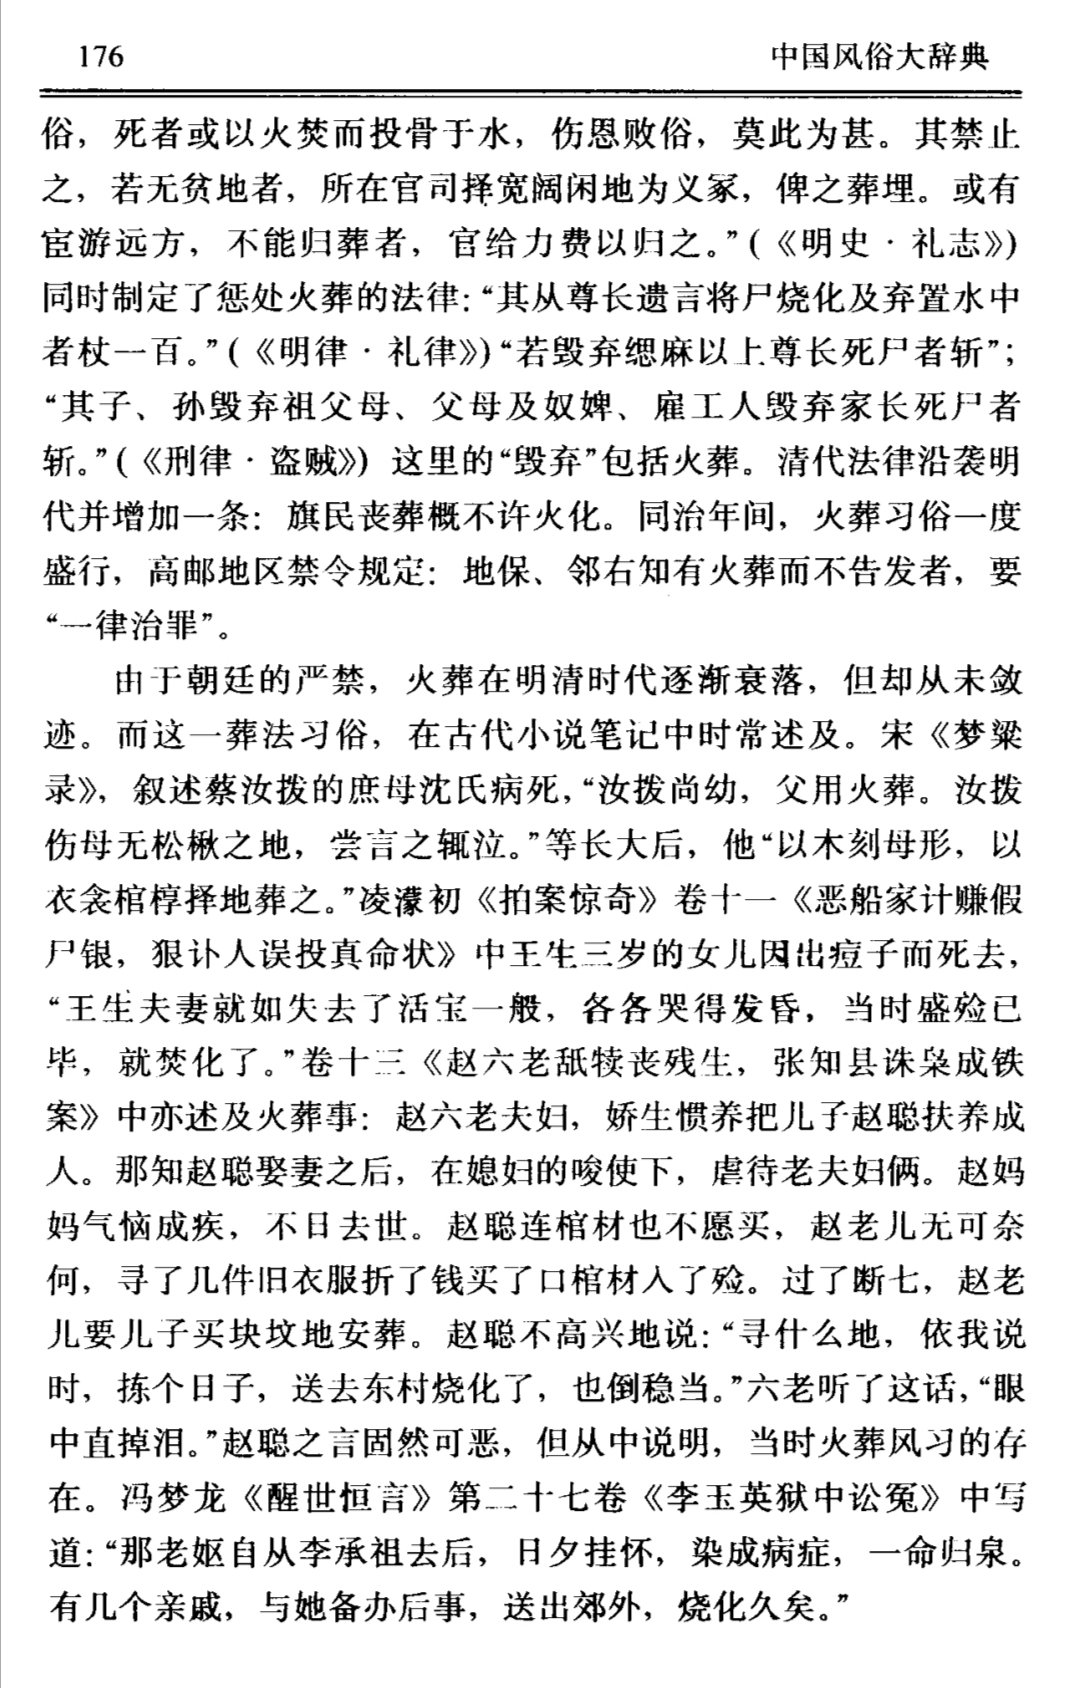 176
中国风俗大辞典
俗，死者或以火焚而投骨于水，伤恩败俗，莫此为甚。其禁止
之，若无贫地者，所在官司择宽阔闲地为义冢，俾之葬埋。或有
宦游远方，不能归葬者，官给力费以归之。”(《明史·礼志》)
同时制定了惩处火葬的法律：“其从尊长遗言将尸烧化及弃置水中
者杖一百。”(《明律·礼律》)“若毁弃缌麻以上尊长死尸者斩”；
“其子、孙毁弃祖父母、父母及奴婢、雇工人毁弃家长死尸者
斩。”(《刑律·盗贼》) 这里的“毁弃”包括火葬。清代法律沿袭明
代并增加一条：旗民丧葬概不许火化。同治年间，火葬习俗一度
盛行，高邮地区禁令规定：地保、邻右知有火葬而不告发者，要
“一律治罪”。
由于朝廷的严禁，火葬在明清时代逐渐衰落，但却从未敛
迹。而这一葬法习俗，在古代小说笔记中时常述及。宋《梦粱
录》，叙述蔡汝拨的庶母沈氏病死，“汝拨尚幼，父用火葬。汝拨
伤母无松楸之地，尝言之辄泣。”等长大后，他“以木刻母形，以
衣衾棺椁择地葬之。”凌濛初《拍案惊奇》卷十一《恶船家计赚假
尸银，狠讣人误投真命状》中王生三岁的女儿因出痘子而死去，
“王生夫妻就如失去了活宝一般，各各哭得发昏，当时盛殓已
毕，就焚化了。”卷十三《赵六老舐犊丧残生，张知县诛枭成铁
案》中亦述及火葬事：赵六老夫妇，娇生惯养把儿子赵聪扶养成
人。那知赵聪娶妻之后，在媳妇的唆使下，虐待老夫妇俩。赵妈
妈气恼成疾，不日去世。赵聪连棺材也不愿买，赵老儿无可奈
何，寻了几件旧衣服折了钱买了口棺材入了殓。过了断七，赵老
儿要儿子买块坟地安葬。赵聪不高兴地说：“寻什么地，依我说
时，拣个日子，送去东村烧化了，也倒稳当。”六老听了这话，“眼
中直掉泪。”赵聪之言固然可恶，但从中说明，当时火葬风习的存
在。冯梦龙《醒世恒言》第二十七卷《李玉英狱中讼冤》中写
道：“那老妪自从李承祖去后，日夕挂怀，染成病症，一命归泉。
有几个亲戚，与她备办后事，送出郊外，烧化久矣。”